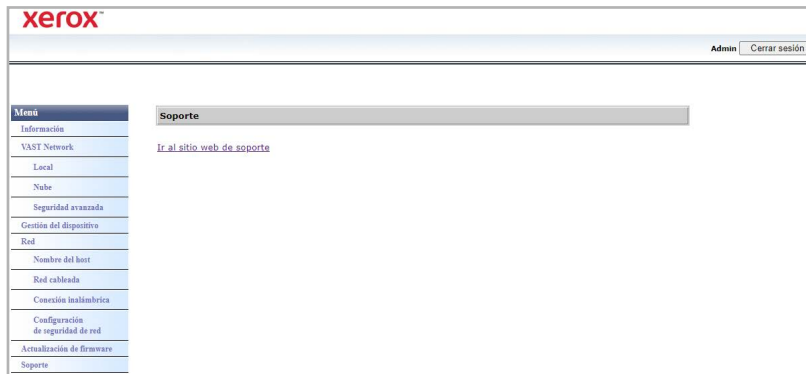 xerox™
Admin Cerrar sesión
Menú
Información
VAST Network
Local
Nube
Seguridad avanzada
Gestión del dispositivo
Red
Nombre del host
Red cableada
Conexión inalámbrica
Configuración
de seguridad de red
Actualización de firmware
Soporte
Soporte
Ir al sitio web de soporte